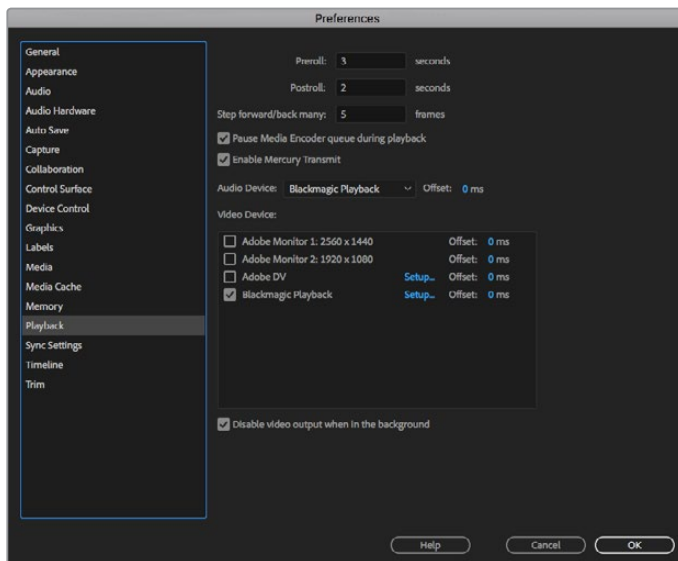 Preferences
General
Appearance
Audio
Audio Hardware
Auto Save
Capture
Collaboration
Control Surface
Device Control
Graphics
Labels
Media
Media Cache
Memory
Playback
Sync Settings
Timeline
Trim
Preroll: 3 seconds
Postroll: 2 seconds
Step forward/back many: 5 frames
Pause Media Encoder queue during playback
Enable Mercury Transmit
Audio Device: Blackmagic Playback Offset: 0 ms
Video Device:
Adobe Monitor 1: 2560 x 1440 Offset: 0 ms
Adobe Monitor 2: 1920 x 1080 Offset: 0 ms
Adobe DV Setup... Offset: 0 ms
Blackmagic Playback Setup... Offset: 0 ms
Disable video output when in the background
Help Cancel OK